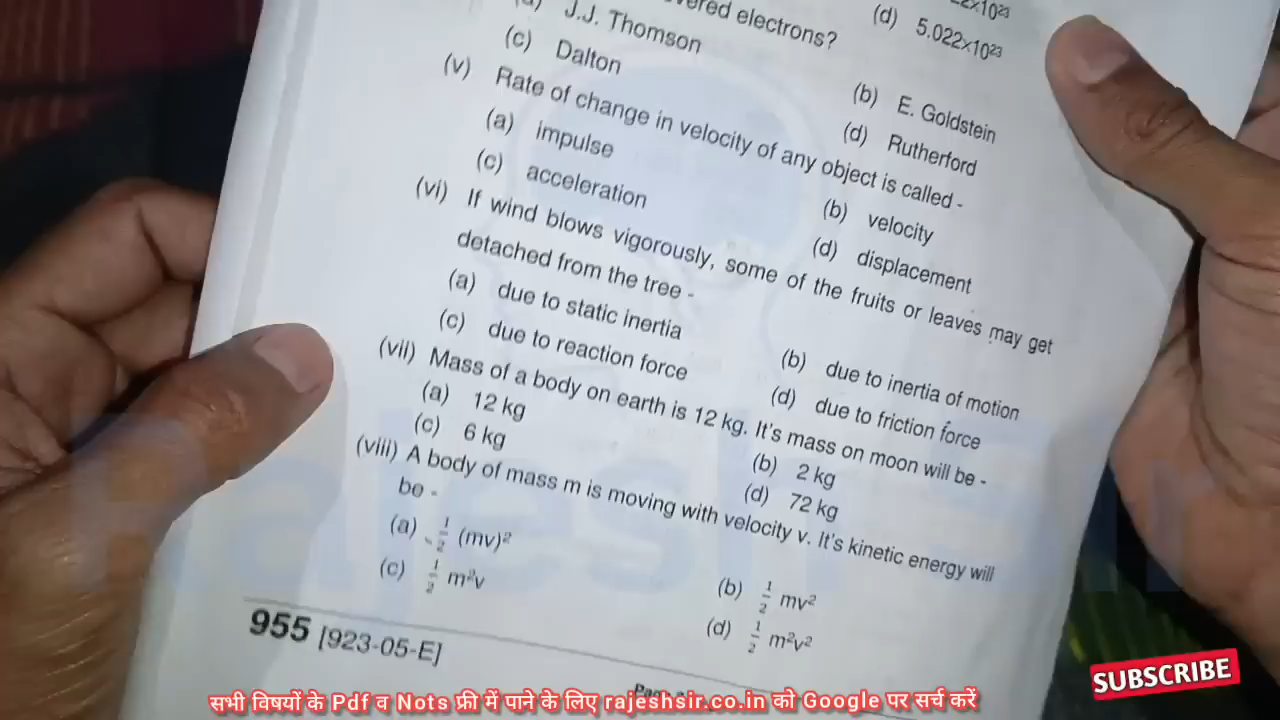 22×10²³
(d) 5.022×10²³
vered electrons?
J.J. Thomson
(b) E. Goldstein
(c) Dalton
(d) Rutherford
(v) Rate of change in velocity of any object is called -
(a) impulse
(b) velocity
(c) acceleration
(d) displacement
(vi) If wind blows vigorously, some of the fruits or leaves may get
detached from the tree -
(a) due to static inertia
(b) due to inertia of motion
(c) due to reaction force
(d) due to friction force
(vii) Mass of a body on earth is 12 kg. It's mass on moon will be -
(a) 12 kg
(b) 2 kg
(c) 6 kg
(d) 72 kg
(viii) A body of mass m is moving with velocity v. It's kinetic energy will
be -
(a) ½ (mv)²
(b) ½ mv²
(c) ½ m²v
(d) ½ m²v²
955 [923-05-E]
SUBSCRIBE
सभी विषयों के Pdf व Nots फ्री में पाने के लिए rajeshsir.co.in को Google पर सर्च करें